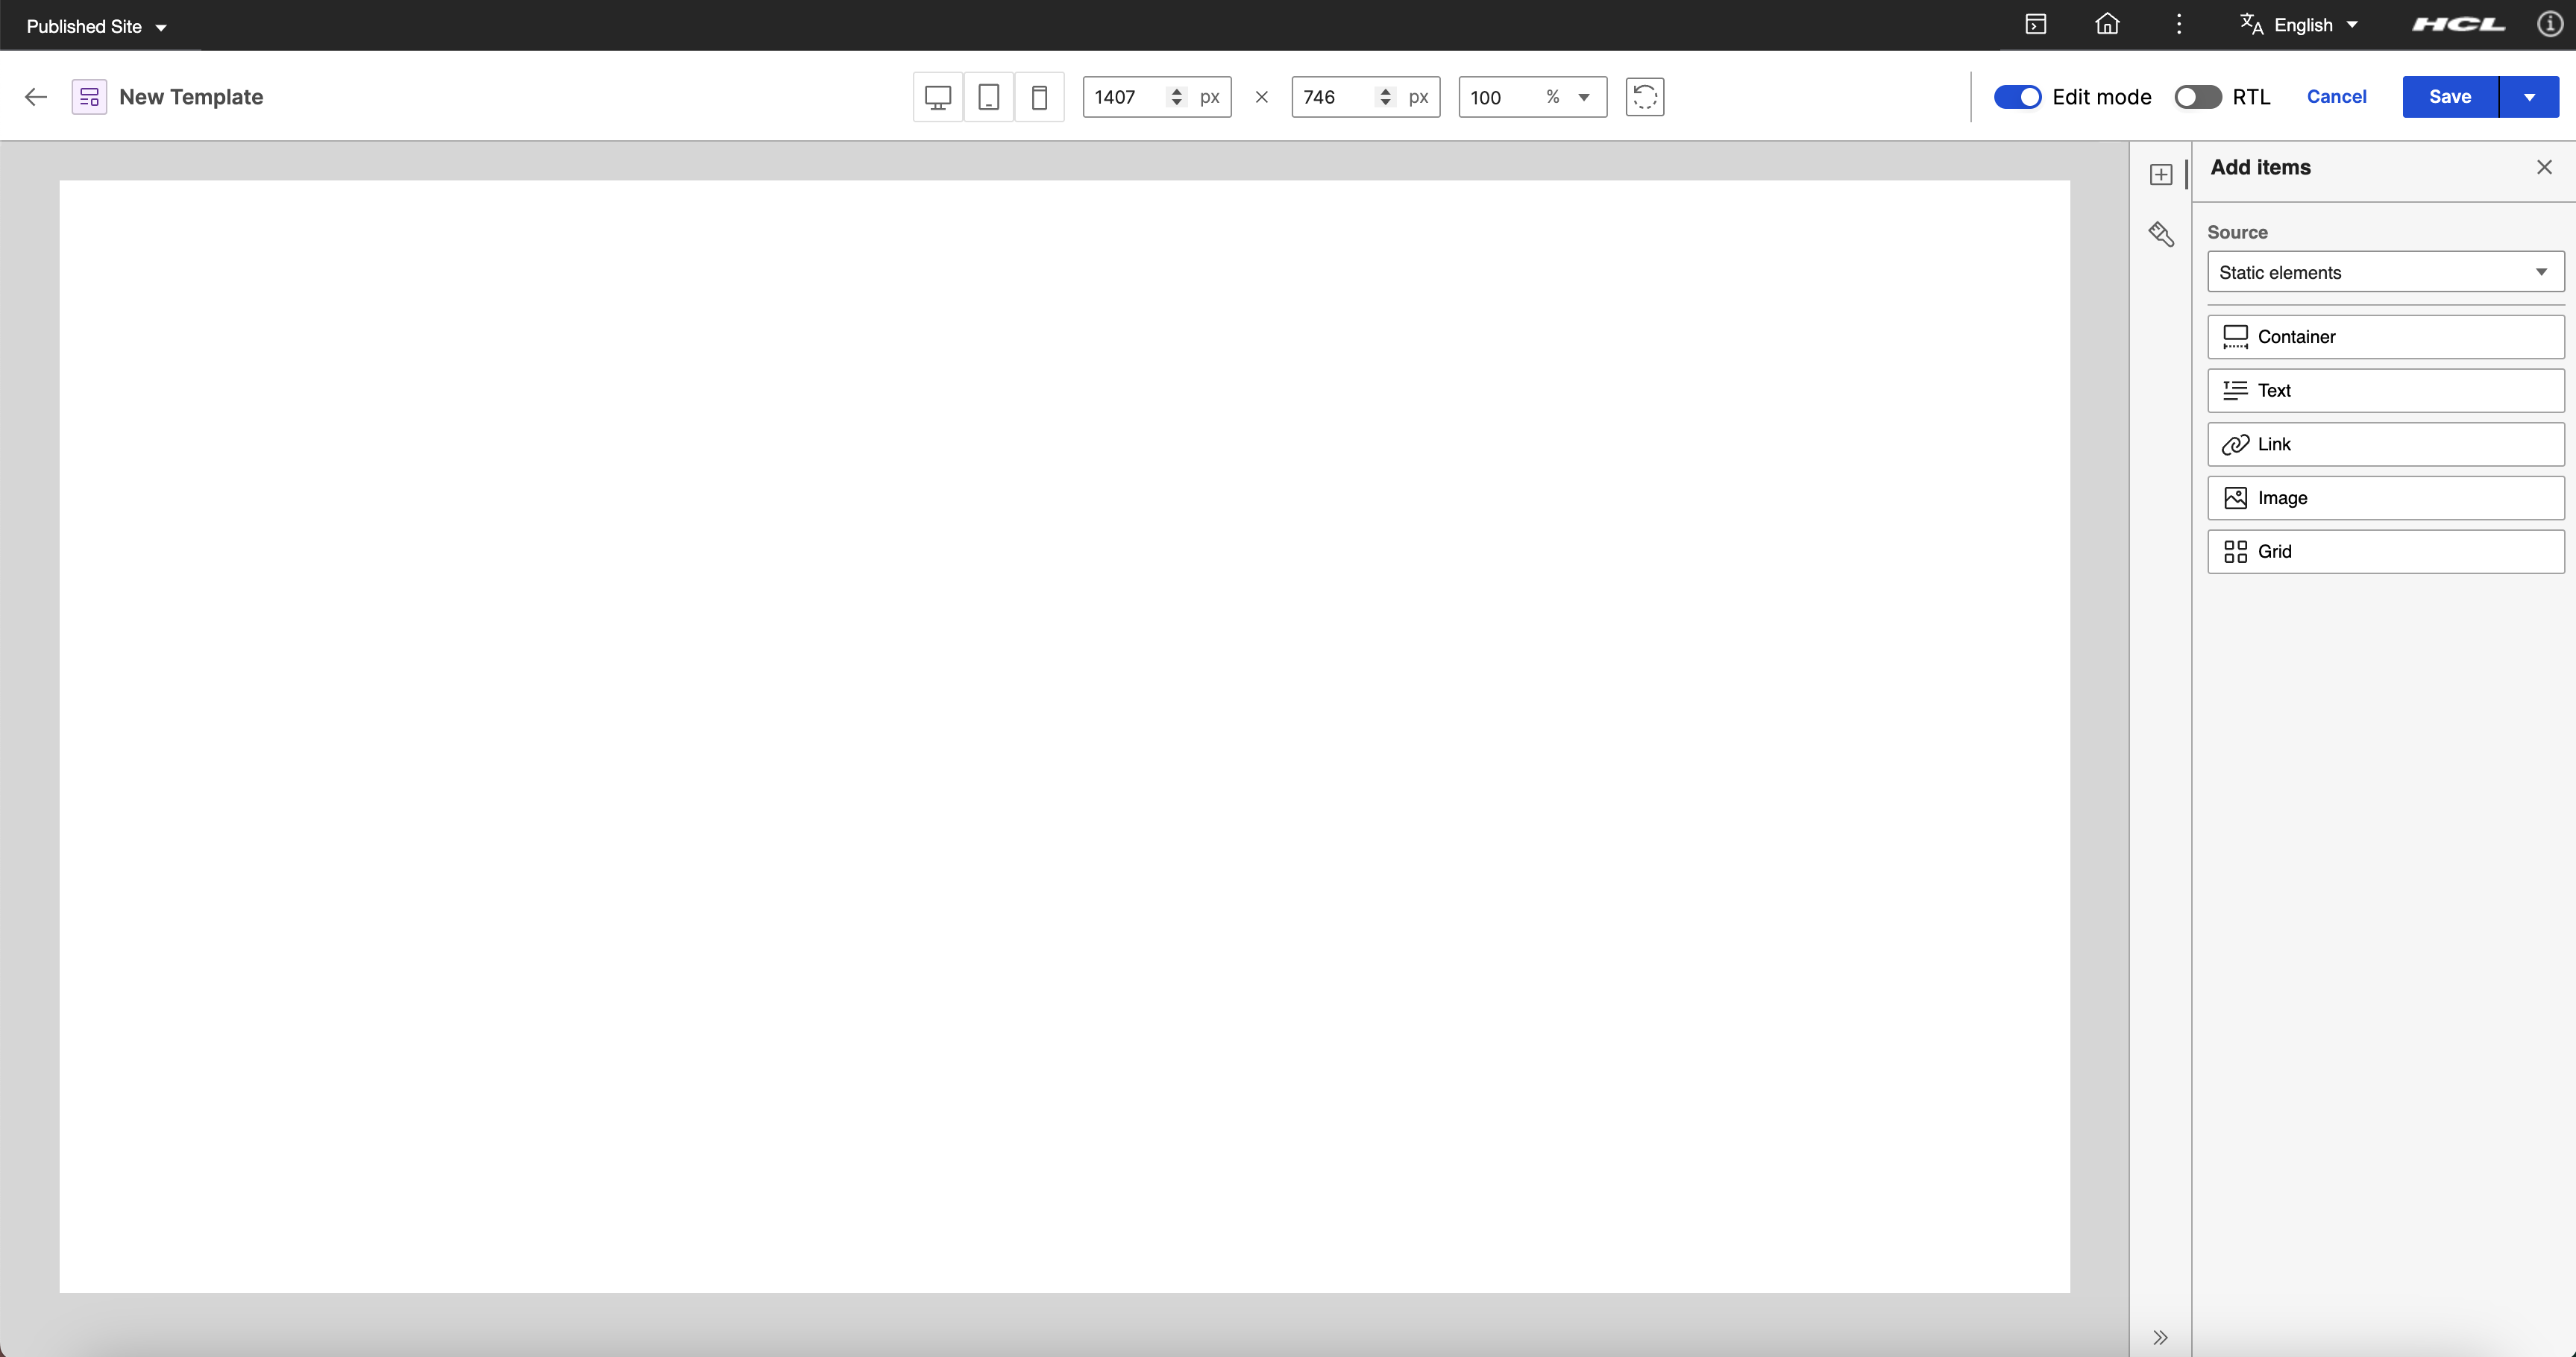 Published Site
English
HCL
New Template
1407 px × 746 px 100 %
Edit mode
RTL
Cancel
Save
Add items
Source
Static elements
Container
Text
Link
Image
Grid